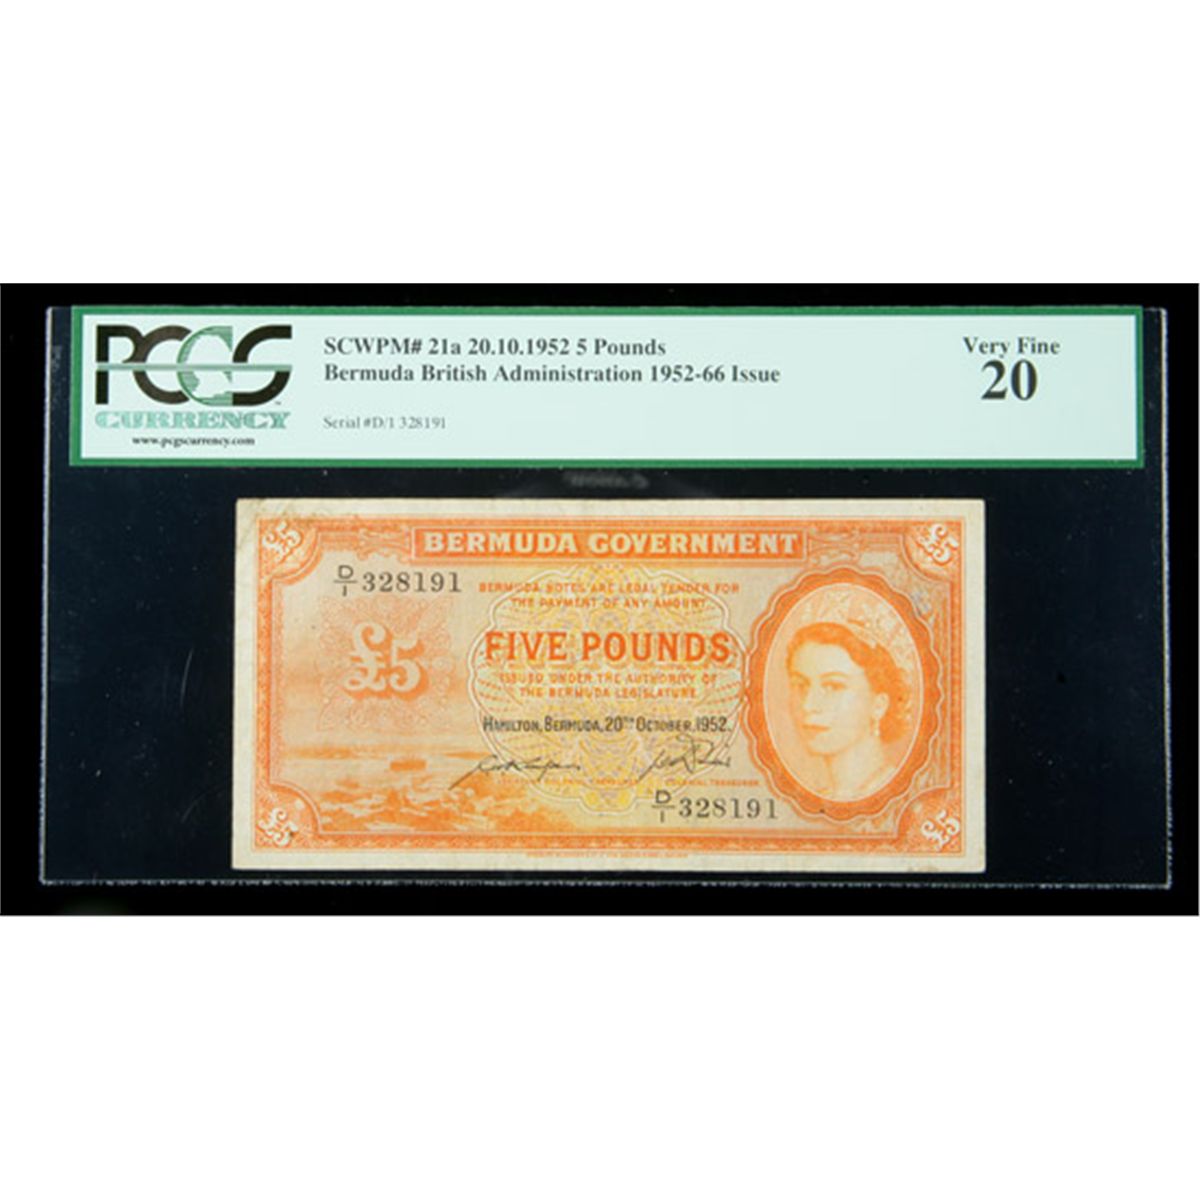 PCGS
CURRENCY
www.pcgscurrency.com
SCWPM# 21a 20.10.1952 5 Pounds
Bermuda British Administration 1952-66 Issue
Serial #D/1 328191
Very Fine
20
£5
£5
BERMUDA GOVERNMENT
D/1 328191
BERMUDA NOTES ARE LEGAL TENDER FOR
THE PAYMENT OF ANY AMOUNT
£5
FIVE POUNDS
ISSUED UNDER THE AUTHORITY OF
THE BERMUDA LEGISLATURE
HAMILTON, BERMUDA, 20TH OCTOBER, 1952.
D/1 328191
£5
£5